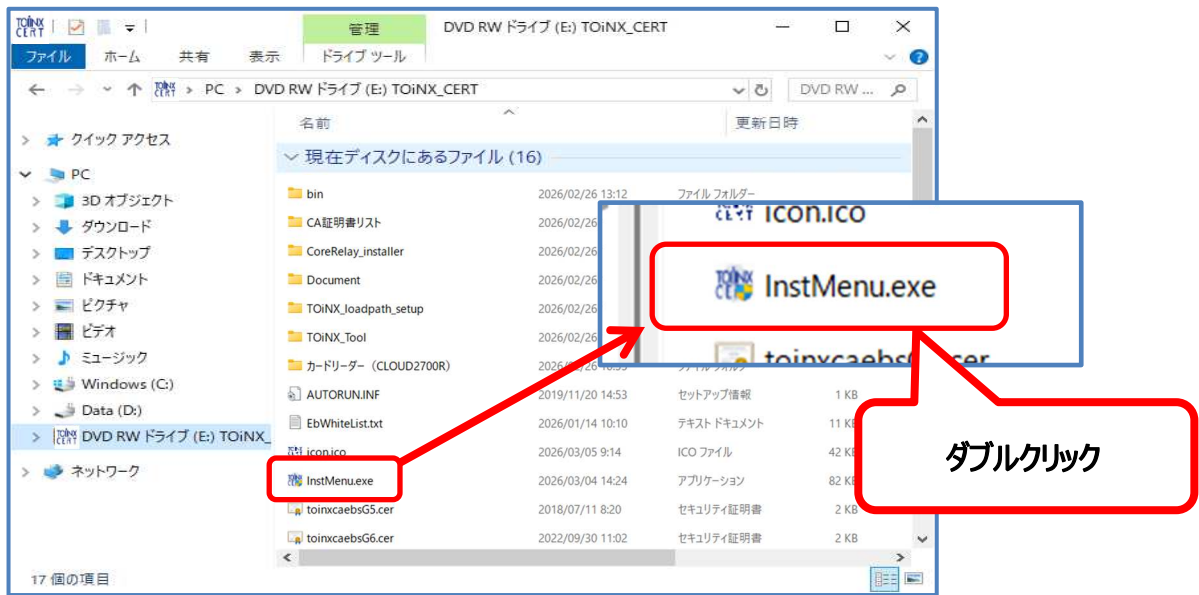 TOiNX CERT
管理
DVD RW ドライブ (E:) TOiNX_CERT
ファイル ホーム 共有 表示 ドライブ ツール
PC > DVD RW ドライブ (E:) TOiNX_CERT
DVD RW ...
名前 更新日時
クイック アクセス
PC
3D オブジェクト
ダウンロード
デスクトップ
ドキュメント
ピクチャ
ビデオ
ミュージック
Windows (C:)
Data (D:)
DVD RW ドライブ (E:) TOiNX_
ネットワーク
現在ディスクにあるファイル (16)
bin 2026/02/26 13:12 ファイル フォルダー
CA証明書リスト 2026/02/26
CoreRelay_installer 2026/02/26
Document 2026/02/26
TOiNX_loadpath_setup 2026/02/26
TOiNX_Tool 2026/02/26
カードリーダー（CLOUD2700R）
AUTORUN.INF 2019/11/20 14:53 セットアップ情報 1 KB
EbWhiteList.txt 2026/01/14 10:10 テキスト ドキュメント 11 KB
icon.ico 2026/03/05 9:14 ICO ファイル 42 KB
InstMenu.exe 2026/03/04 14:24 アプリケーション 82 KB
toinxcaebsG5.cer 2018/07/11 8:20 セキュリティ証明書 2 KB
toinxcaebsG6.cer 2022/09/30 11:02 セキュリティ証明書 2 KB
17 個の項目
icon.ico
InstMenu.exe
ダブルクリック